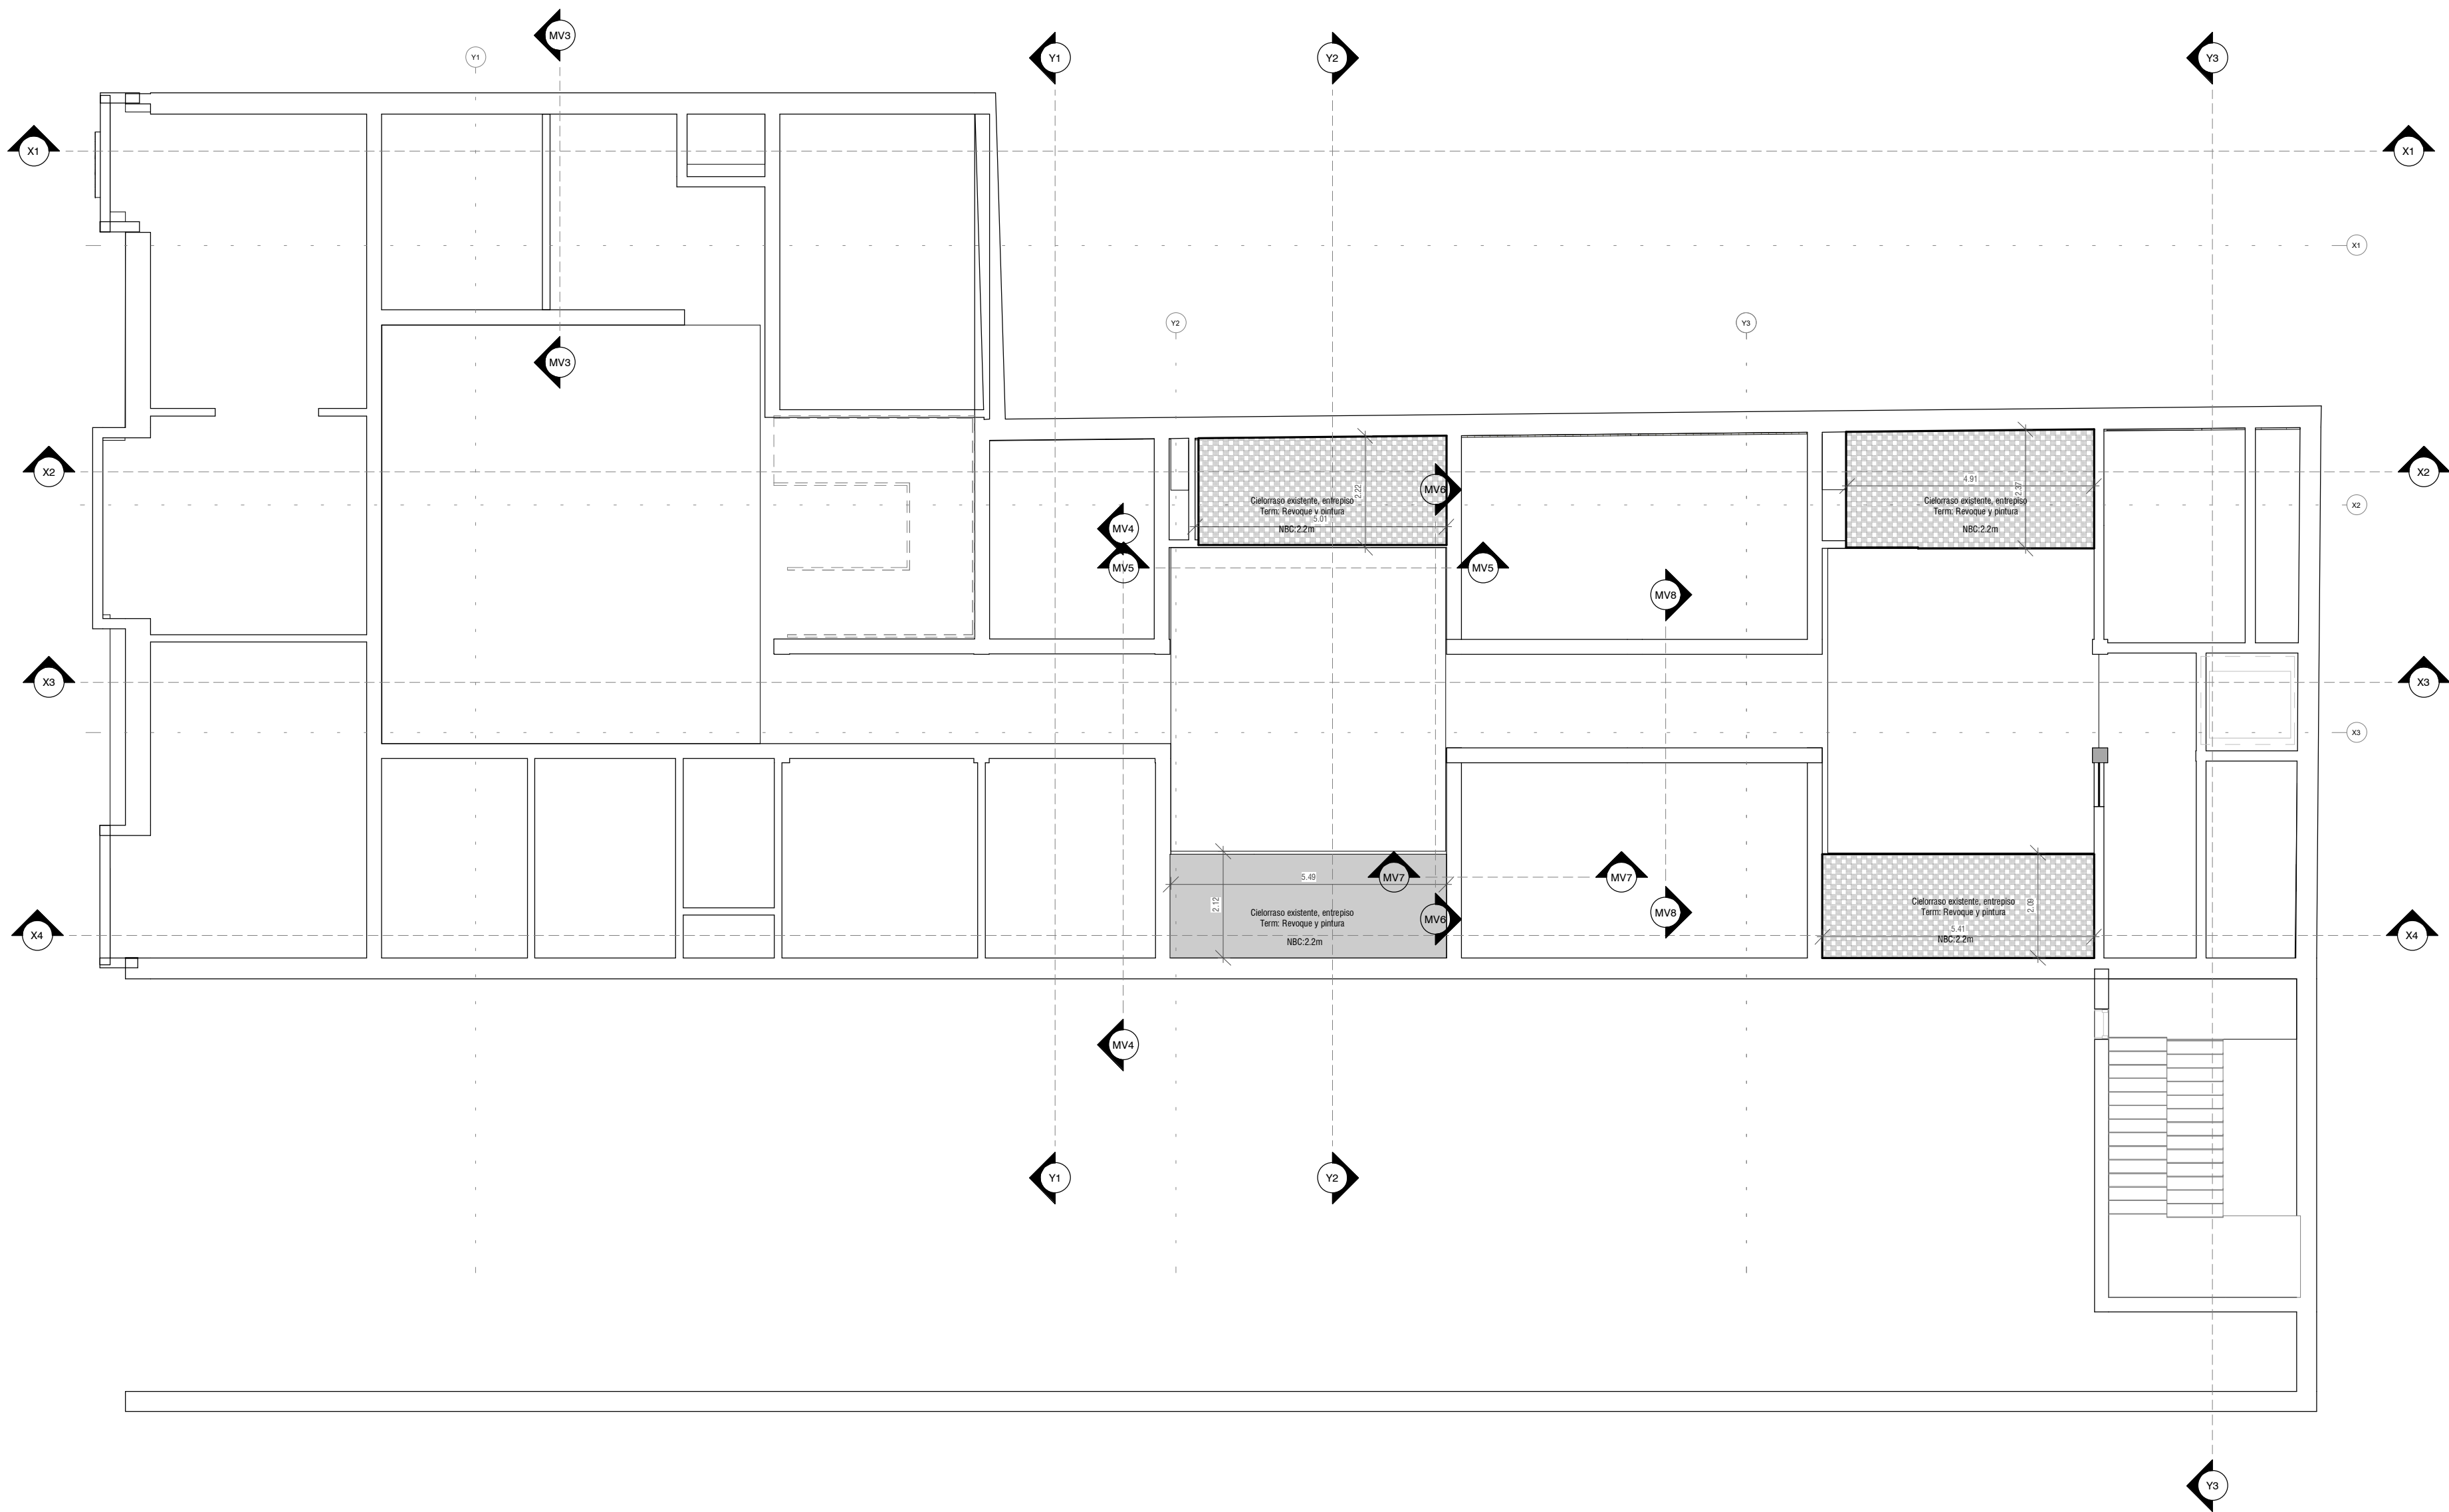 MV3
Y1
Y1
Y2
Y3
X1
X1
X1
Y2
Y3
MV3
X2
X2
4.91
2.37
2.22
MV6
Cielorraso existente, entrepiso
Term: Revoque y pintura
5.01
NBC:2.2m
Cielorraso existente, entrepiso
Term: Revoque y pintura
NBC:2.2m
X2
MV4
MV5
MV5
MV8
X3
X3
X3
5.49
MV7
MV7
2.12
Cielorraso existente, entrepiso
Term: Revoque y pintura
NBC:2.2m
MV6
MV8
Cielorraso existente, entrepiso
Term: Revoque y pintura
2.09
5.41
NBC:2.2m
X4
X4
MV4
Y1
Y2
Y3